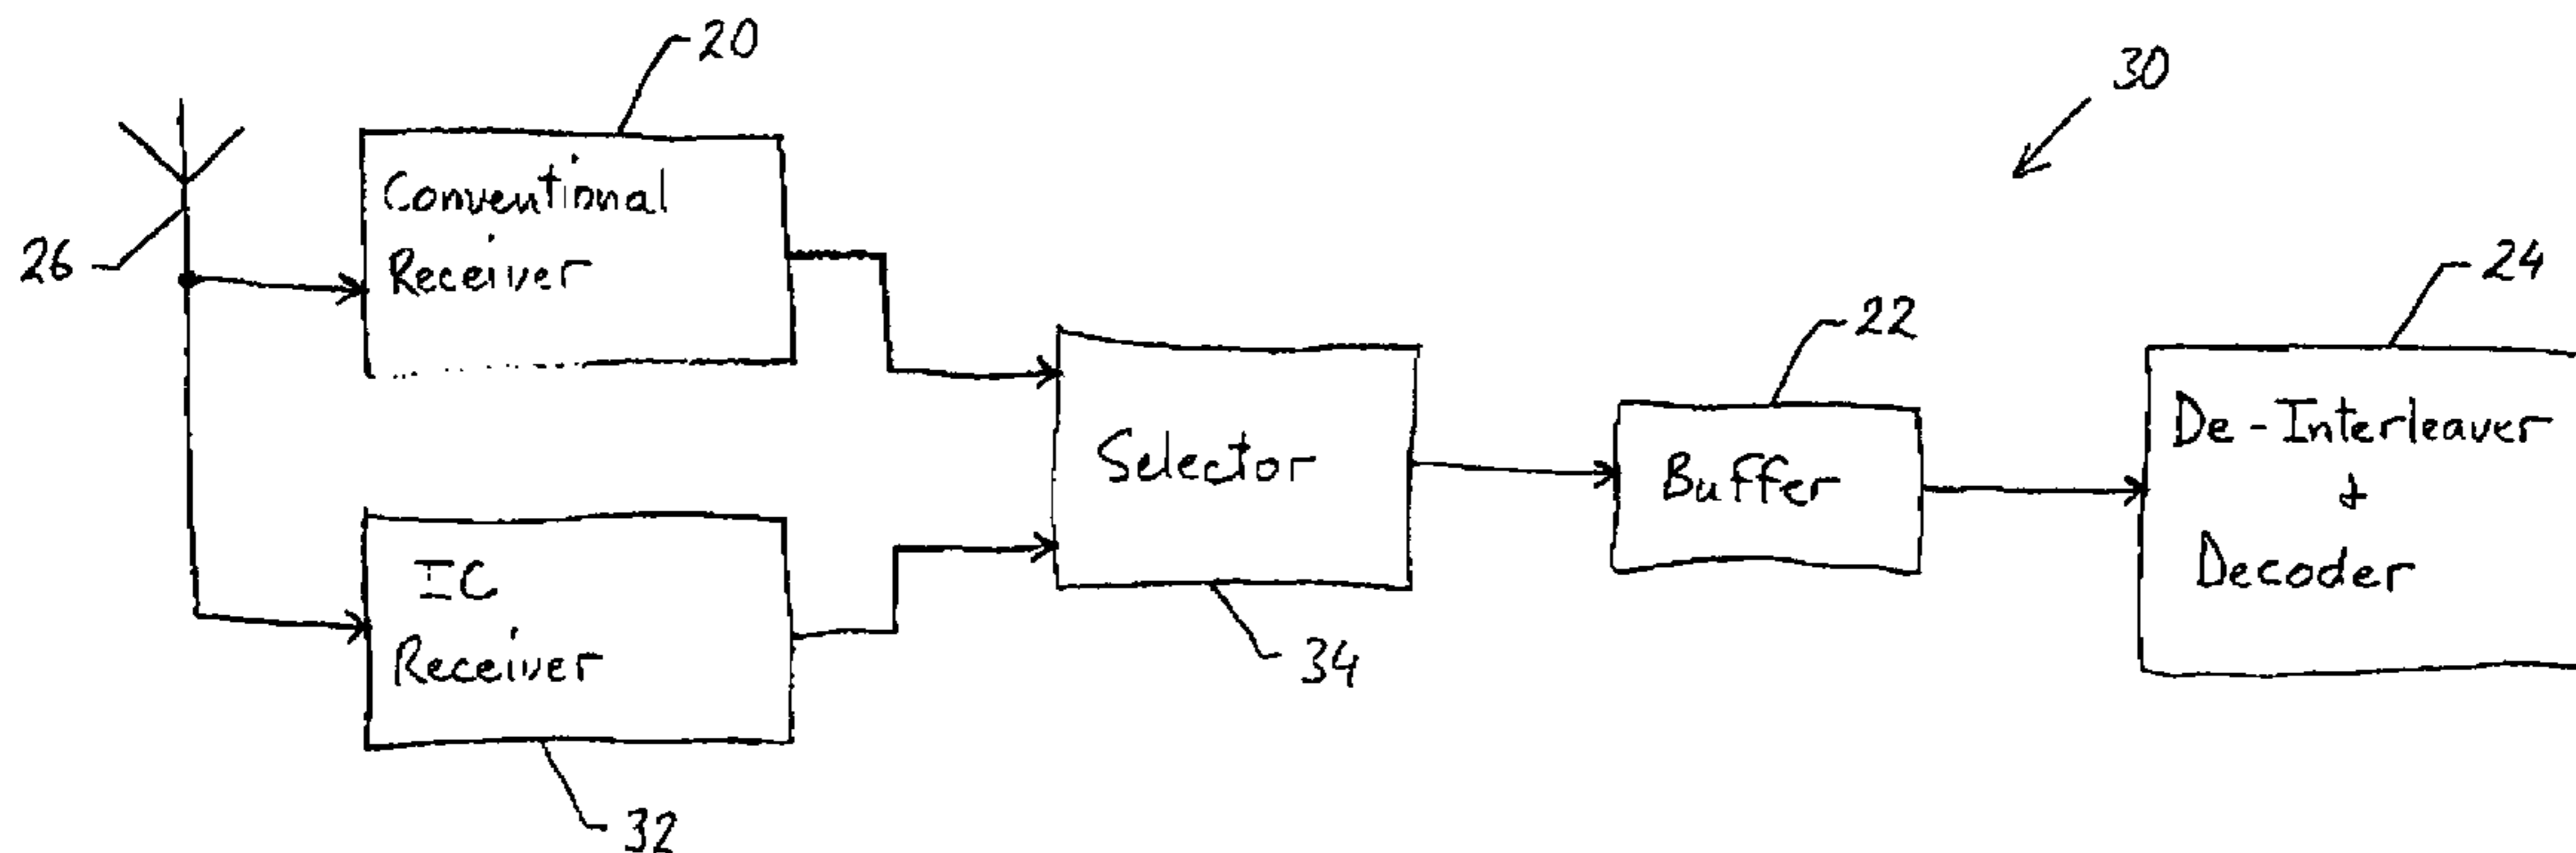 20
30
Conventional
Receiver
26
24
22
De-Interleaver
+
Decoder
Selector
Buffer
IC
Receiver
34
32